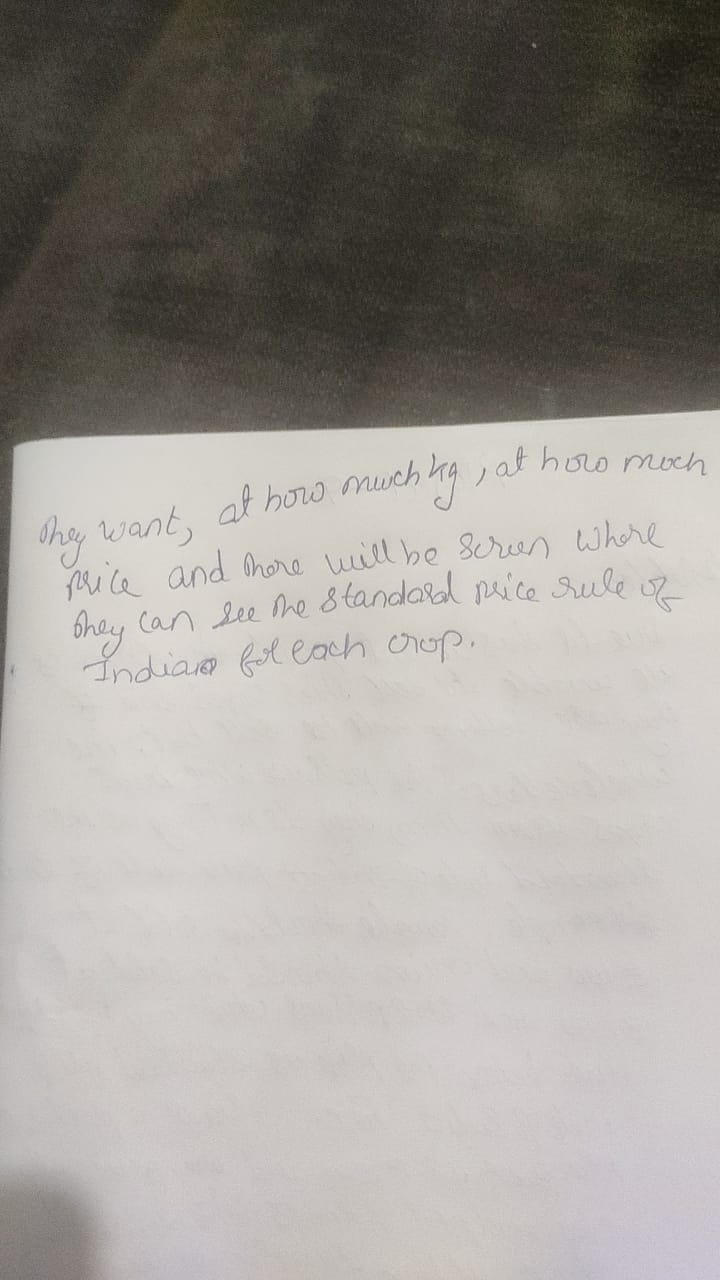 they want, at how much kg, at how much
price and there will be screen where
they can see the standard price rule of
Indian for each crop.